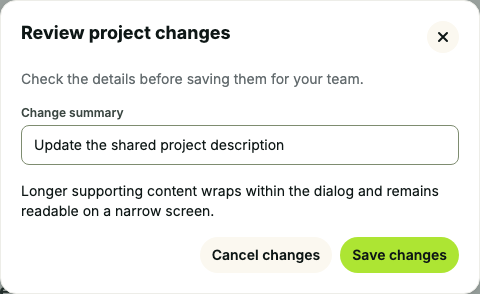 Review project changes
Check the details before saving them for your team.
Change summary
Update the shared project description
Longer supporting content wraps within the dialog and remains
readable on a narrow screen.
Cancel changes
Save changes